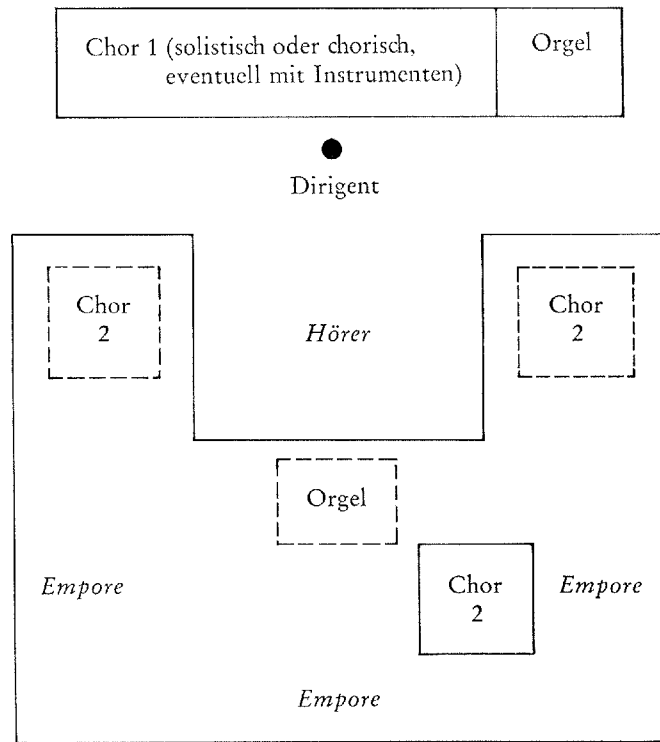 Chor 1 (solistisch oder chorisch,
eventuell mit Instrumenten)
Orgel
Dirigent
Chor
2
Hörer
Chor
2
Orgel
Empore
Chor
2
Empore
Empore